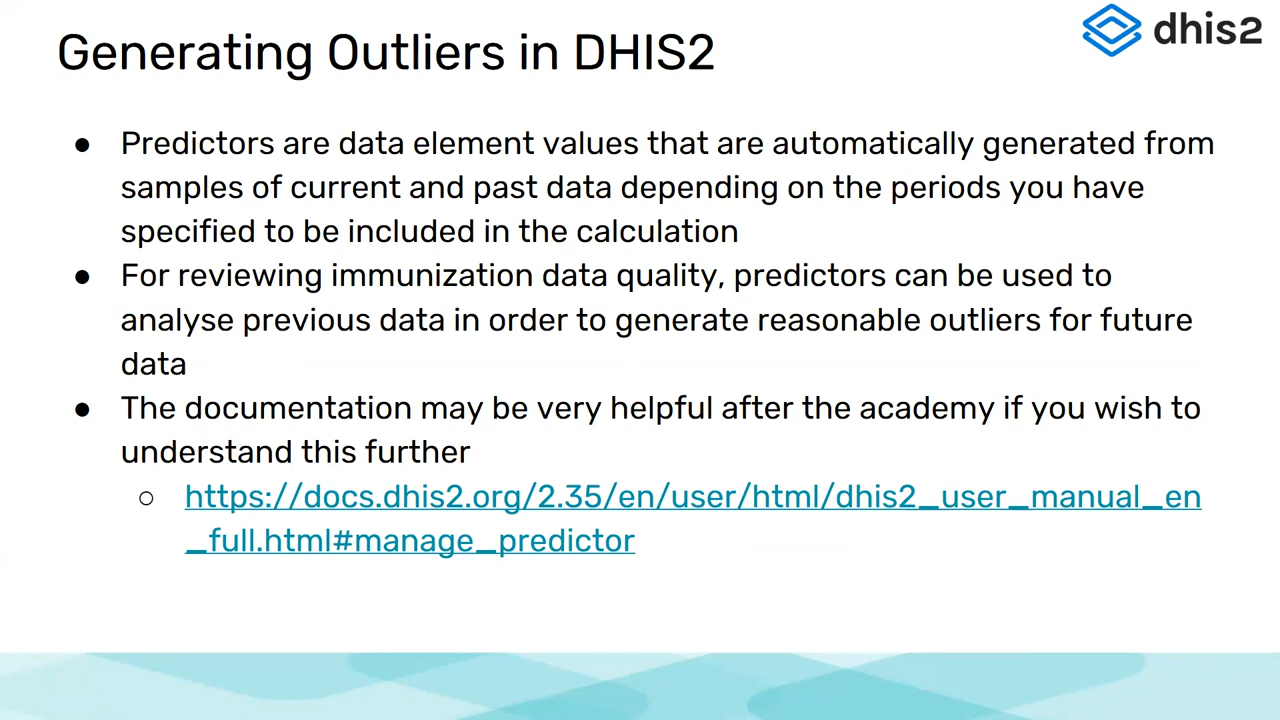 Generating Outliers in DHIS2
dhis2
● Predictors are data element values that are automatically generated from
samples of current and past data depending on the periods you have
specified to be included in the calculation
● For reviewing immunization data quality, predictors can be used to
analyse previous data in order to generate reasonable outliers for future
data
● The documentation may be very helpful after the academy if you wish to
understand this further
○ https://docs.dhis2.org/2.35/en/user/html/dhis2_user_manual_en
_full.html#manage_predictor